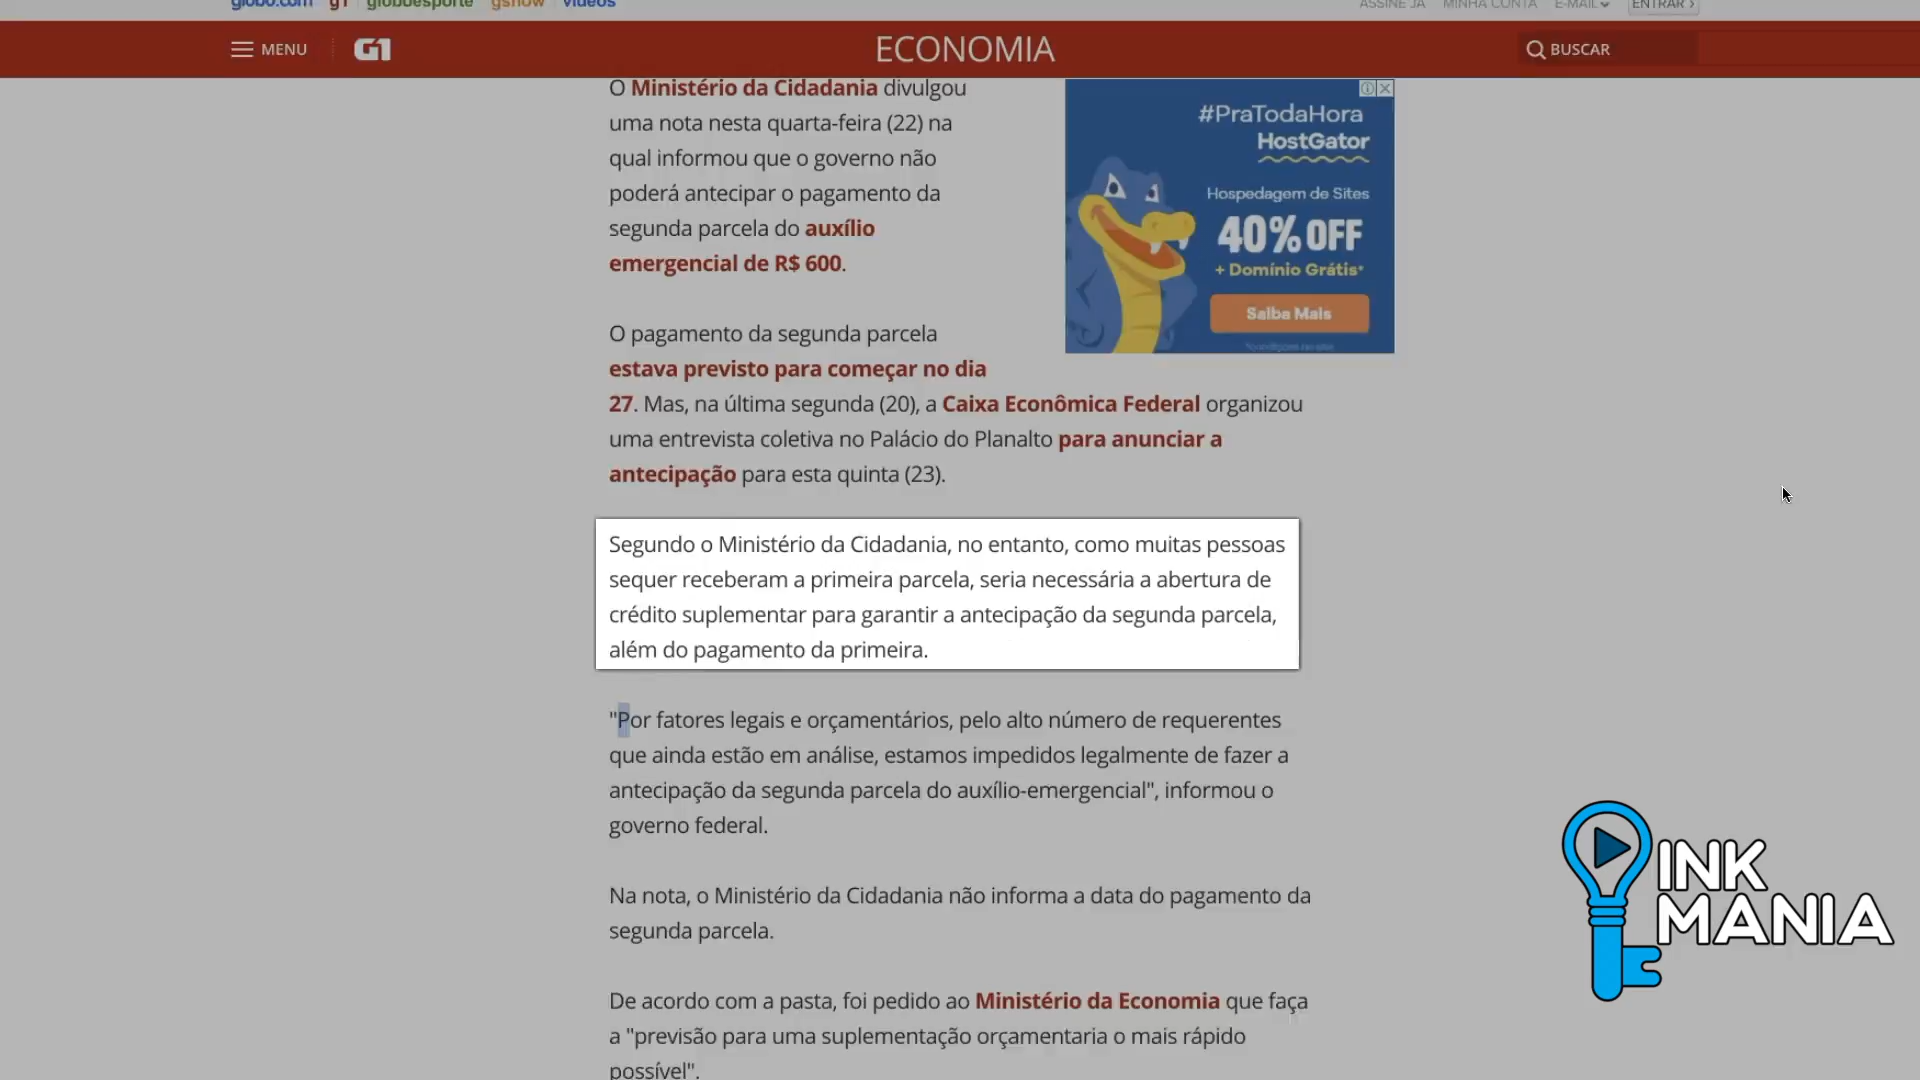 globo.com g1 globoesporte gshow vídeos
ASSINE JÁ MINHA CONTA E-MAIL ENTRAR ›
MENU G1 ECONOMIA BUSCAR
O Ministério da Cidadania divulgou
uma nota nesta quarta-feira (22) na
qual informou que o governo não
poderá antecipar o pagamento da
segunda parcela do auxílio
emergencial de R$ 600.
#PraTodaHora
HostGator
Hospedagem de Sites
40% OFF
+ Domínio Grátis*
Saiba Mais
O pagamento da segunda parcela
estava previsto para começar no dia
27. Mas, na última segunda (20), a Caixa Econômica Federal organizou
uma entrevista coletiva no Palácio do Planalto para anunciar a
antecipação para esta quinta (23).
Segundo o Ministério da Cidadania, no entanto, como muitas pessoas
sequer receberam a primeira parcela, seria necessária a abertura de
crédito suplementar para garantir a antecipação da segunda parcela,
além do pagamento da primeira.
"Por fatores legais e orçamentários, pelo alto número de requerentes
que ainda estão em análise, estamos impedidos legalmente de fazer a
antecipação da segunda parcela do auxílio-emergencial", informou o
governo federal.
Na nota, o Ministério da Cidadania não informa a data do pagamento da
segunda parcela.
De acordo com a pasta, foi pedido ao Ministério da Economia que faça
a "previsão para uma suplementação orçamentaria o mais rápido
possível".
INK
MANIA